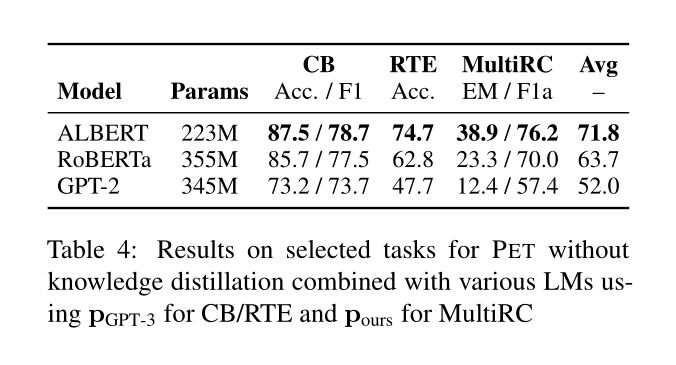 CB RTE MultiRC Avg
Model Params Acc. / F1 Acc. EM / F1a –
ALBERT 223M 87.5 / 78.7 74.7 38.9 / 76.2 71.8
RoBERTa 355M 85.7 / 77.5 62.8 23.3 / 70.0 63.7
GPT-2 345M 73.2 / 73.7 47.7 12.4 / 57.4 52.0
Table 4: Results on selected tasks for PET without
knowledge distillation combined with various LMs us-
ing pGPT-3 for CB/RTE and pours for MultiRC